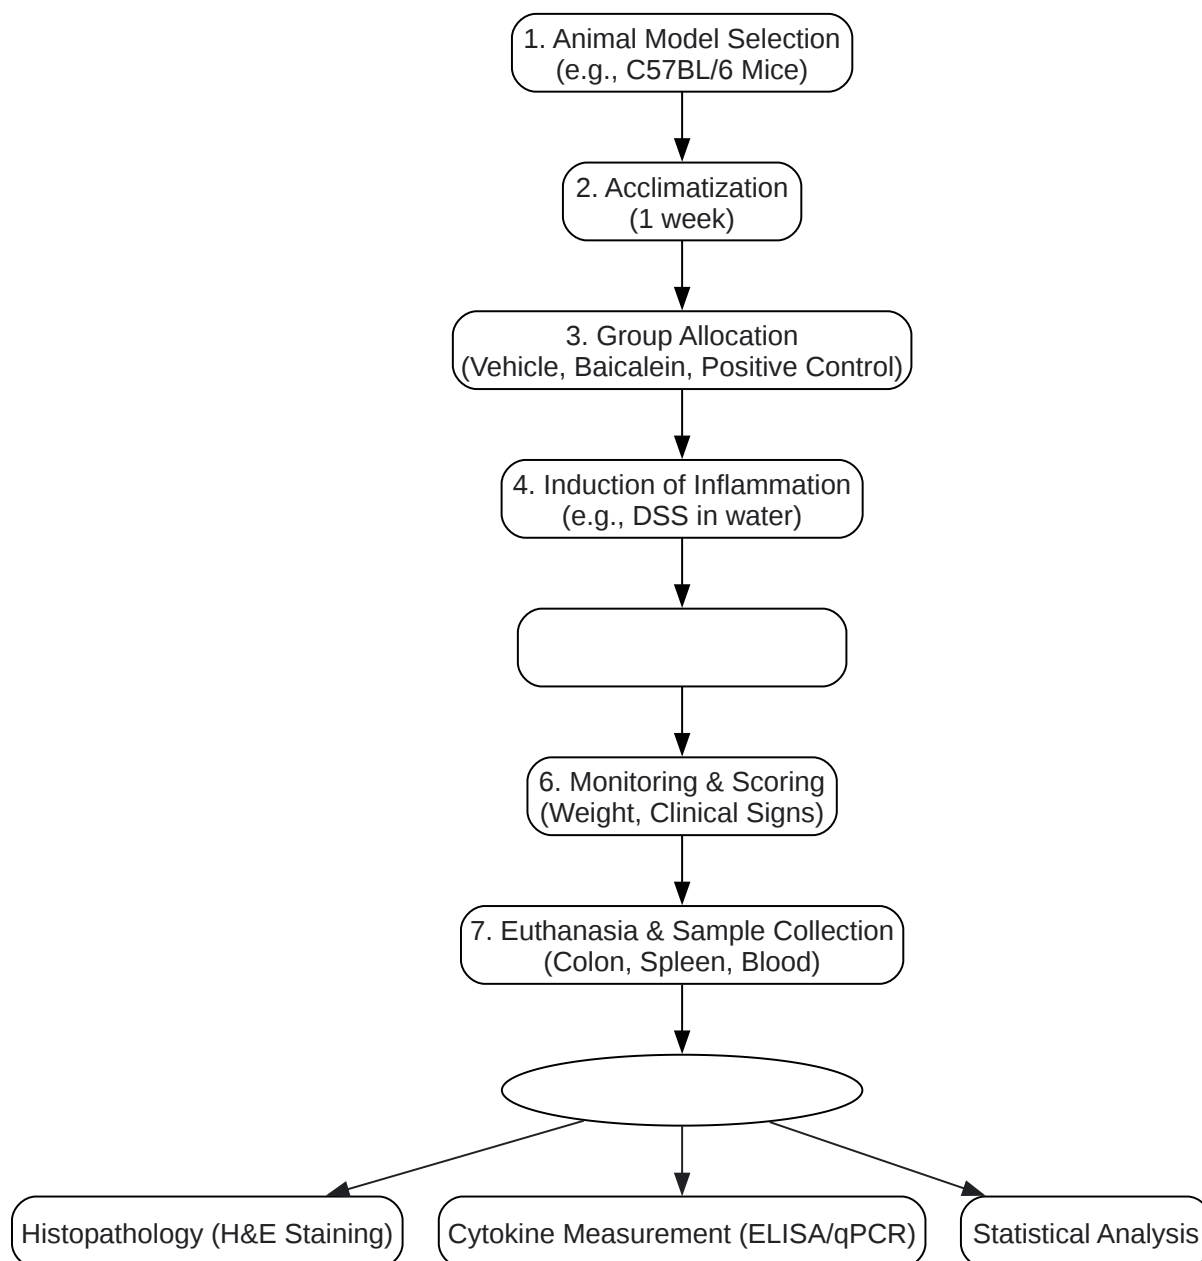 1. Animal Model Selection
(e.g., C57BL/6 Mice)
2. Acclimatization
(1 week)
3. Group Allocation
(Vehicle, Baicalein, Positive Control)
4. Induction of Inflammation
(e.g., DSS in water)
6. Monitoring & Scoring
(Weight, Clinical Signs)
7. Euthanasia & Sample Collection
(Colon, Spleen, Blood)
Histopathology (H&E Staining)
Cytokine Measurement (ELISA/qPCR)
Statistical Analysis